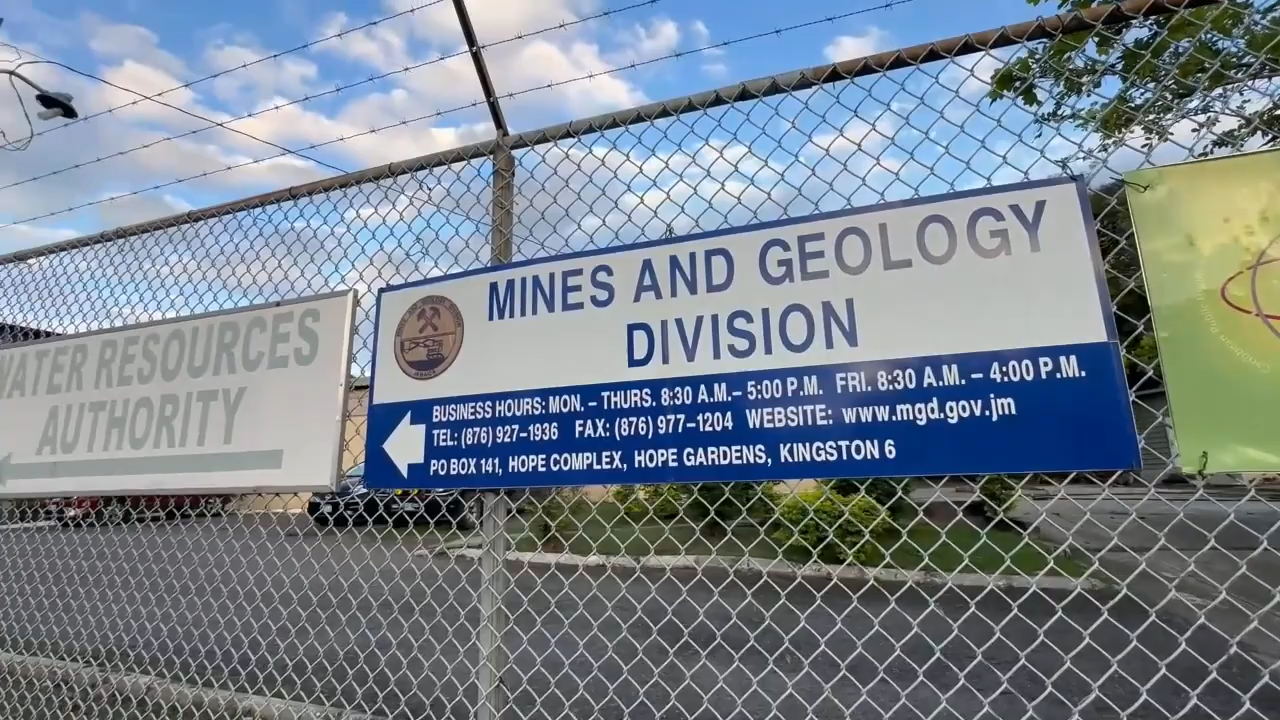 WATER RESOURCES
AUTHORITY
MINES AND GEOLOGY
DIVISION
BUSINESS HOURS: MON. – THURS. 8:30 A.M.– 5:00 P.M. FRI. 8:30 A.M. – 4:00 P.M.
TEL: (876) 927–1936 FAX: (876) 977–1204 WEBSITE: www.mgd.gov.jm
PO BOX 141, HOPE COMPLEX, HOPE GARDENS, KINGSTON 6